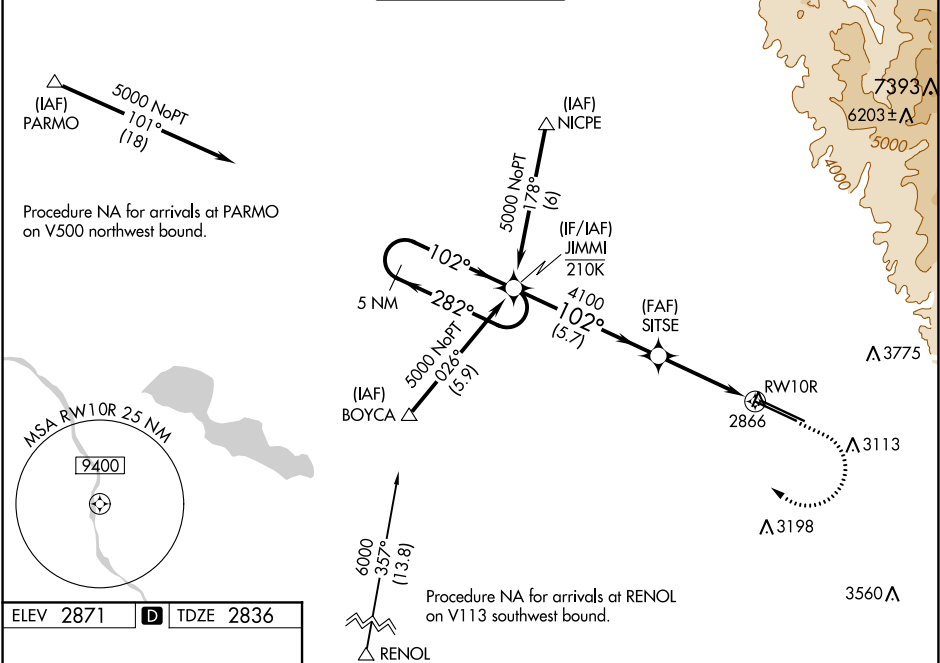 5000 NoPT
101°
(18)
(IAF)
PARMO
Procedure NA for arrivals at PARMO
on V500 northwest bound.
(IAF)
NICPE
5000 NoPT
178°
(6)
7393
6203±
5000
4000
(IF/IAF)
JIMMI
210K
102°
5 NM
282°
4100
102°
(5.7)
(FAF)
SITSE
5000 NoPT
026°
(5.9)
(IAF)
BOYCA
3775
RW10R
2866
3113
3198
MSA RW10R 25 NM
9400
6000
357°
(13.8)
Procedure NA for arrivals at RENOL
on V113 southwest bound.
3560
RENOL
ELEV 2871 D TDZE 2836